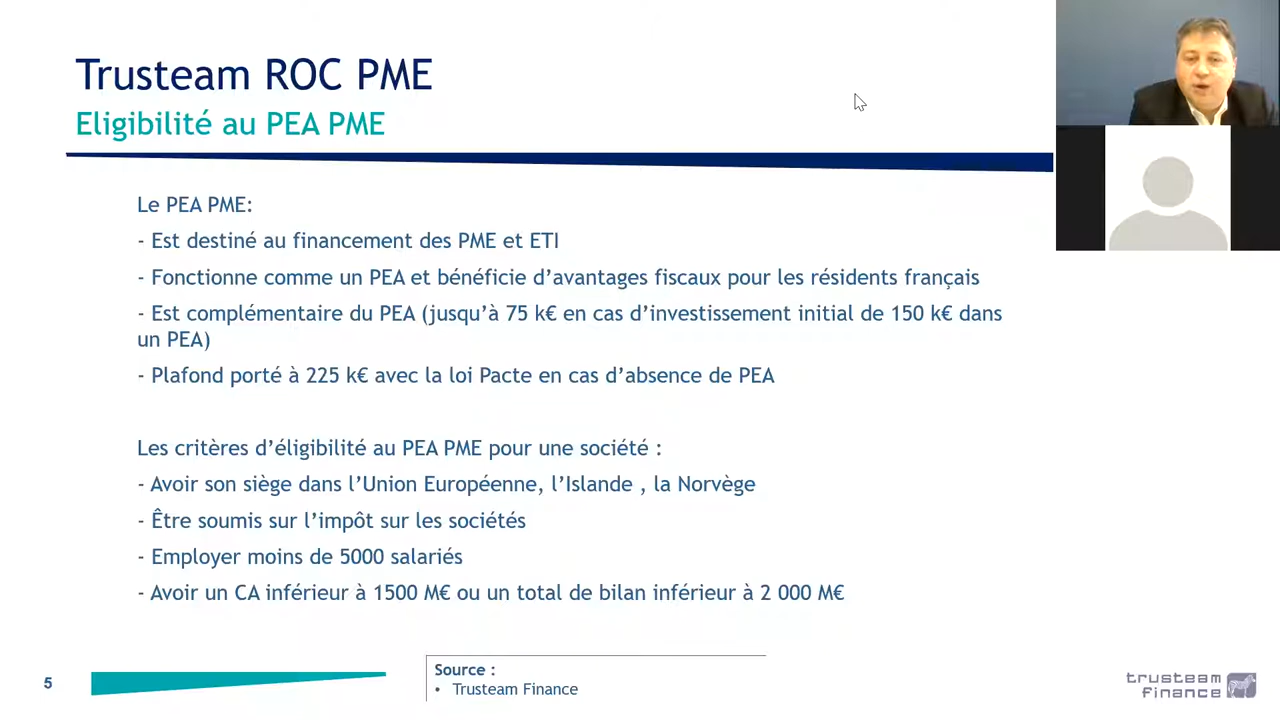 Trusteam ROC PME
Eligibilité au PEA PME
Le PEA PME:
- Est destiné au financement des PME et ETI
- Fonctionne comme un PEA et bénéficie d’avantages fiscaux pour les résidents français
- Est complémentaire du PEA (jusqu’à 75 k€ en cas d’investissement initial de 150 k€ dans
un PEA)
- Plafond porté à 225 k€ avec la loi Pacte en cas d’absence de PEA
Les critères d’éligibilité au PEA PME pour une société :
- Avoir son siège dans l’Union Européenne, l’Islande , la Norvège
- Être soumis sur l’impôt sur les sociétés
- Employer moins de 5000 salariés
- Avoir un CA inférieur à 1500 M€ ou un total de bilan inférieur à 2 000 M€
5
Source :
• Trusteam Finance
trusteam
finance